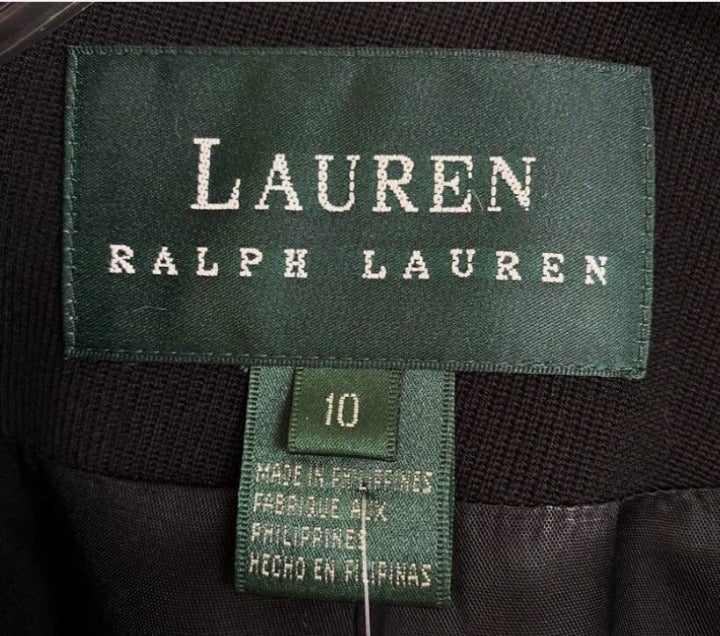 LAUREN
RALPH LAUREN
10
MADE IN PHILIPPINES
FABRIQUE AUX
PHILIPPINES
HECHO EN FILIPINAS